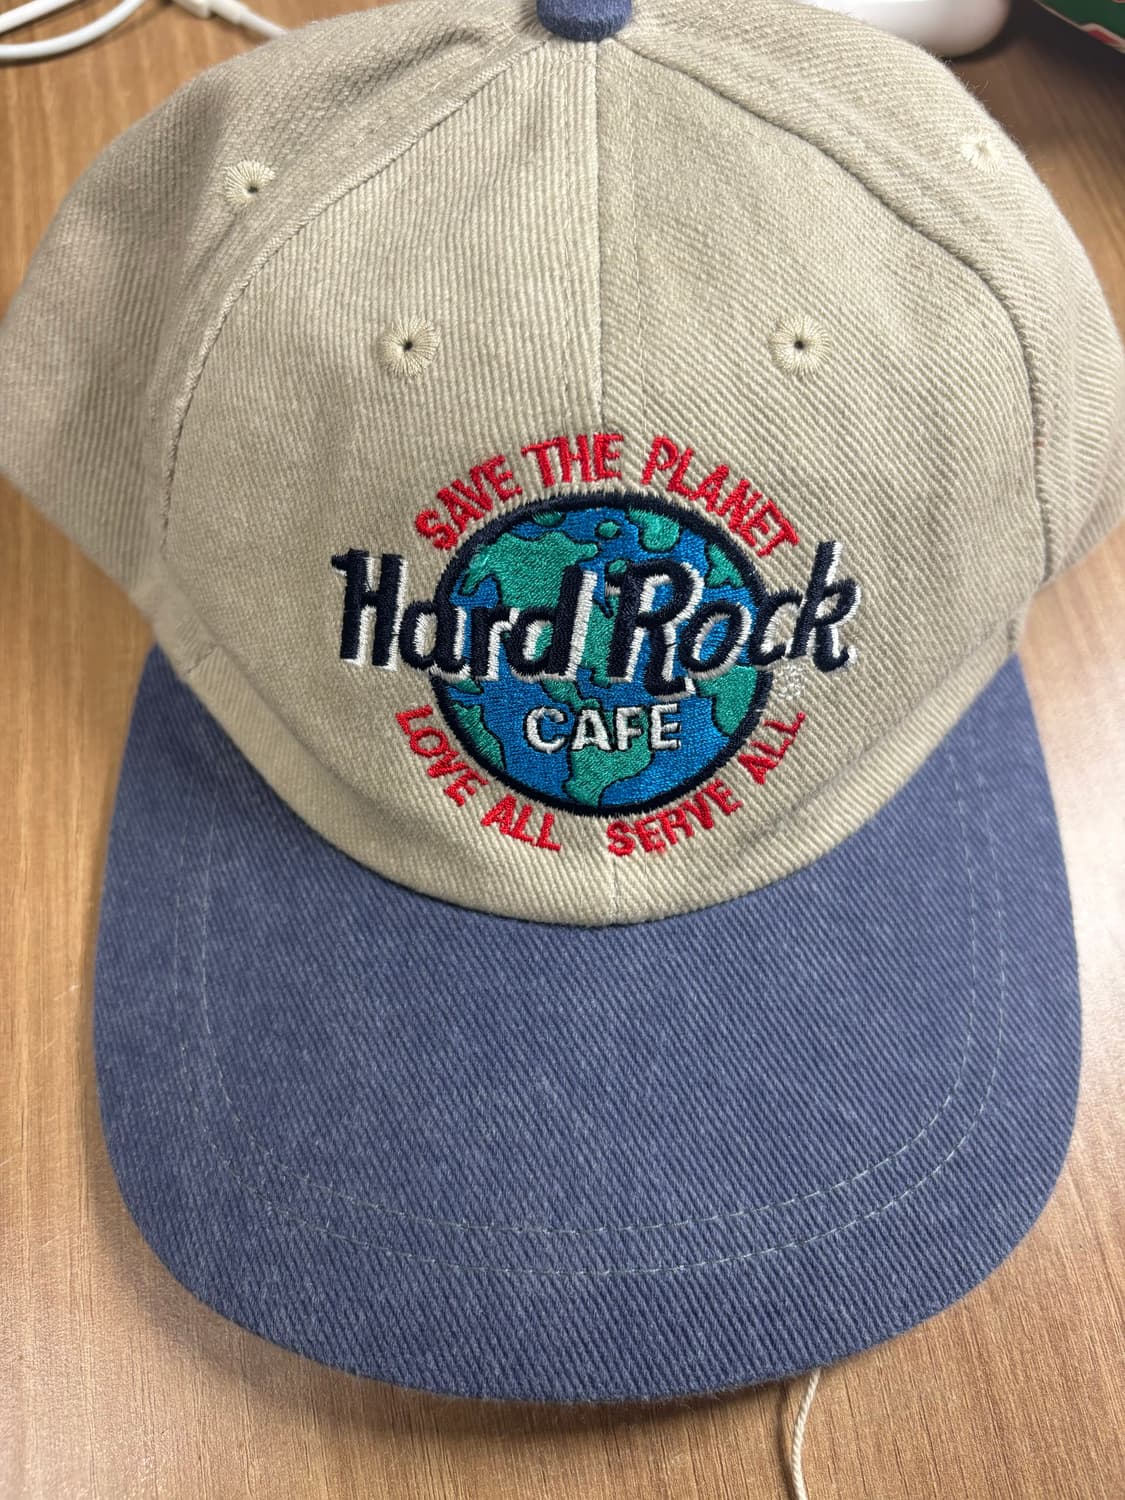 SAVE THE PLANET
Hard Rock
CAFE
LOVE ALL SERVE ALL